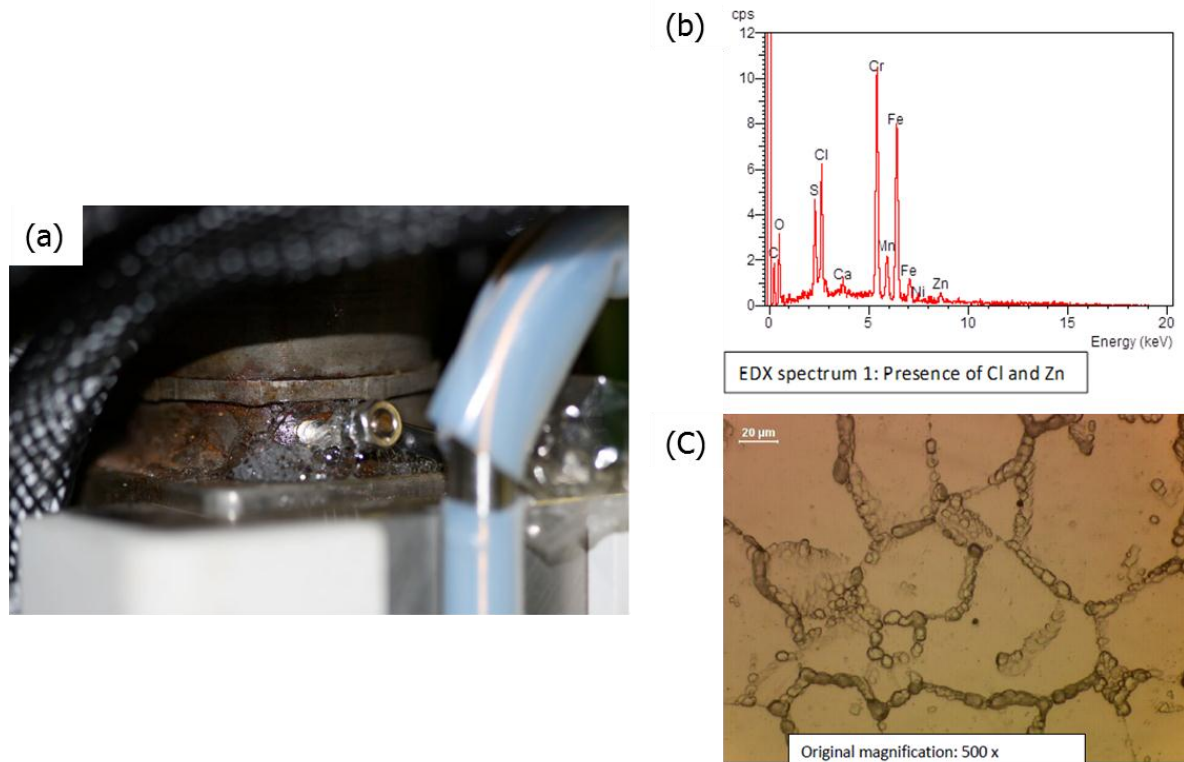 (a)
(b)
cps
12
10
8
6
4
2
0
C
O
S
Cl
Ca
Cr
Mn
Fe
Fe
Ni
Zn
0
5
10
15
20
Energy (keV)
EDX spectrum 1: Presence of Cl and Zn
(C)
20 µm
Original magnification: 500 x